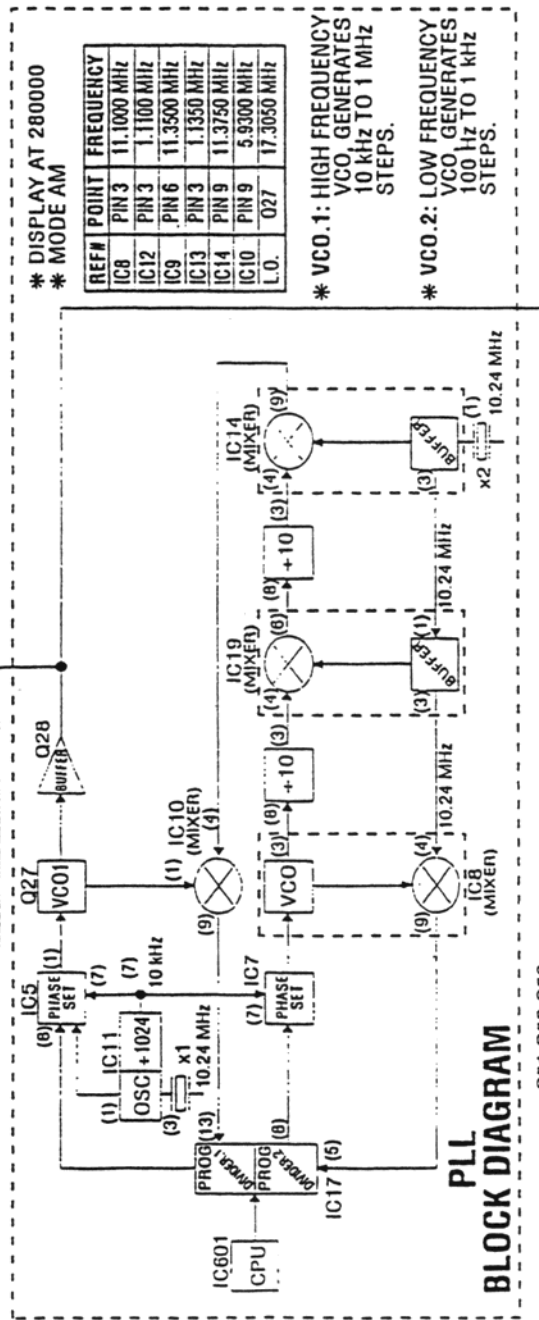 * DISPLAY AT 280000
* MODE AM
REF# POINT FREQUENCY
IC8 PIN 3 11.1000 MHz
IC12 PIN 3 1.1100 MHz
IC9 PIN 6 11.3500 MHz
IC13 PIN 3 1.1350 MHz
IC14 PIN 9 11.3750 MHz
IC10 PIN 9 5.9300 MHz
L.O. Q27 17.3050 MHz
* VCO.1: HIGH FREQUENCY
VCO GENERATES
10 kHz TO 1 MHz
STEPS.
* VCO.2: LOW FREQUENCY
VCO GENERATES
100 Hz TO 1 kHz
STEPS.
Q28
BUFFER
Q27
VCO1
IC5
(1)
(8)
PHASE
SET
(7)
(7)
10 kHz
IC11
(1)
OSC
+1024
(3)
x1
10.24 MHz
IC10
(MIXER)
(1)
(4)
(9)
IC601
CPU
PROG
DIVIDER.1
(13)
PROG
DIVIDER.2
(8)
(5)
IC17
IC7
(7)
PHASE
SET
VCO
(3)
(6)
+10
(3)
IC19
(MIXER)
(4)
(6)
(8)
+10
(3)
IC14
(MIXER)
(4)
(9)
BUFFER
(1)
(3)
x2
10.24 MHz
10.24 MHz
BUFFER
(1)
(3)
10.24 MHz
(4)
(9)
IC8
(MIXER)
PLL
BLOCK DIAGRAM